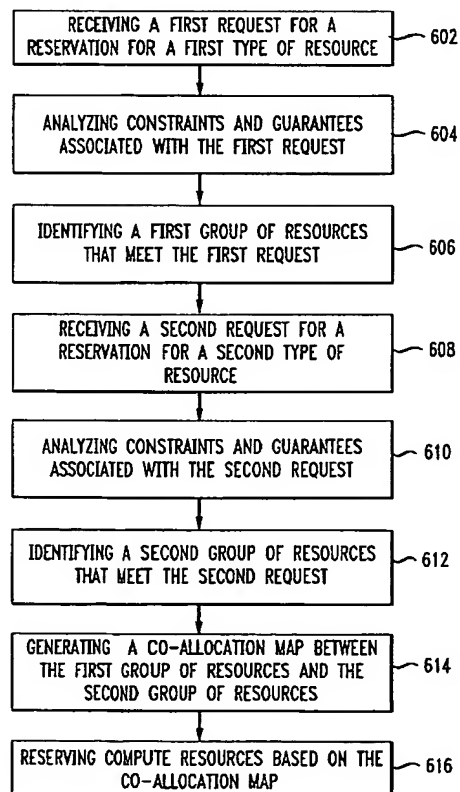 RECEIVING A FIRST REQUEST FOR A
RESERVATION FOR A FIRST TYPE OF
RESOURCE
602
ANALYZING CONSTRAINTS AND GUARANTEES
ASSOCIATED WITH THE FIRST REQUEST
604
IDENTIFYING A FIRST GROUP OF RESOURCES
THAT MEET THE FIRST REQUEST
606
RECEIVING A SECOND REQUEST FOR A
RESERVATION FOR A SECOND TYPE OF
RESOURCE
608
ANALYZING CONSTRAINTS AND GUARANTEES
ASSOCIATED WITH THE SECOND REQUEST
610
IDENTIFYING A SECOND GROUP OF RESOURCES
THAT MEET THE SECOND REQUEST
612
GENERATING A CO-ALLOCATION MAP BETWEEN
THE FIRST GROUP OF RESOURCES AND THE
SECOND GROUP OF RESOURCES
614
RESERVING COMPUTE RESOURCES BASED ON THE
CO-ALLOCATION MAP
616